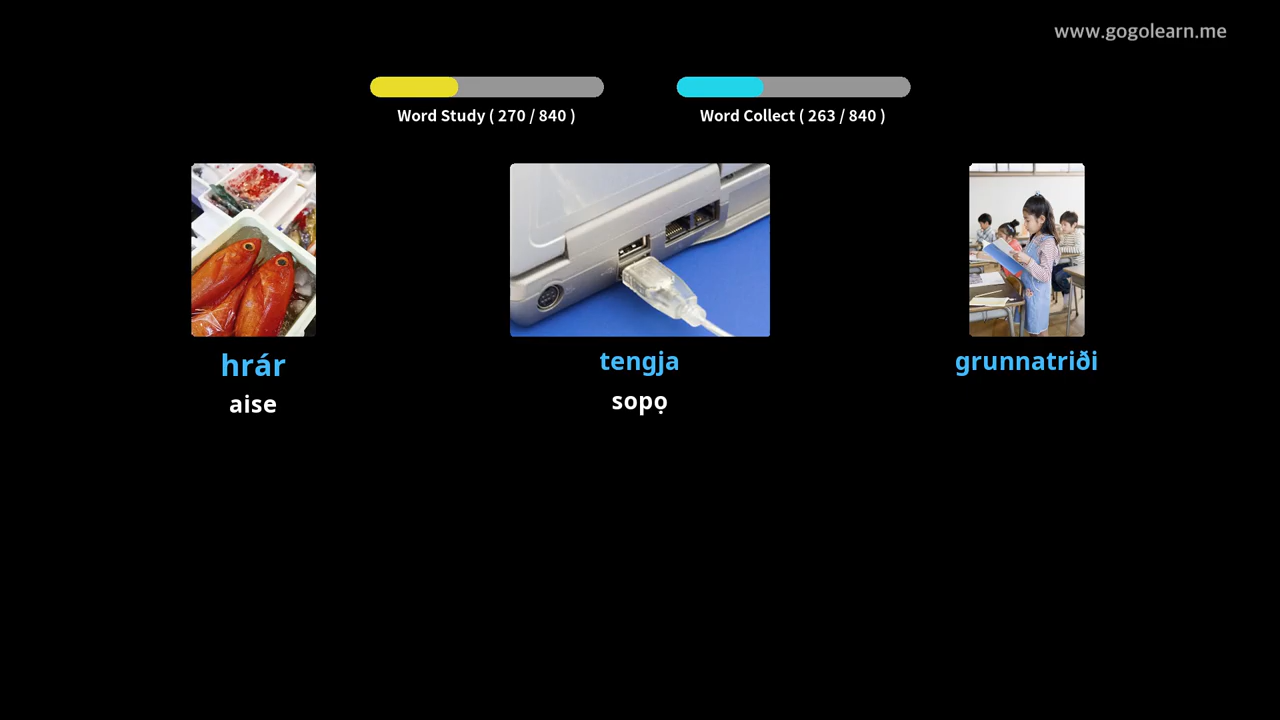 www.gogolearn.me
Word Study ( 270 / 840 )
Word Collect ( 263 / 840 )
hrár
tengja
grunnatriði
aise
sopọ